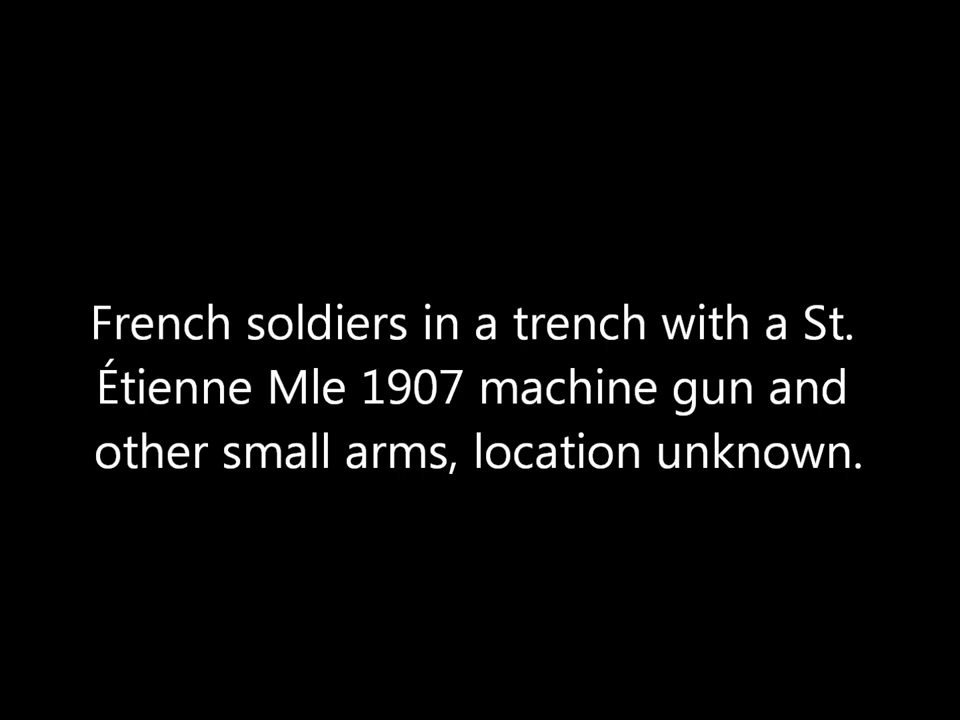 French soldiers in a trench with a St.
Étienne Mle 1907 machine gun and
other small arms, location unknown.